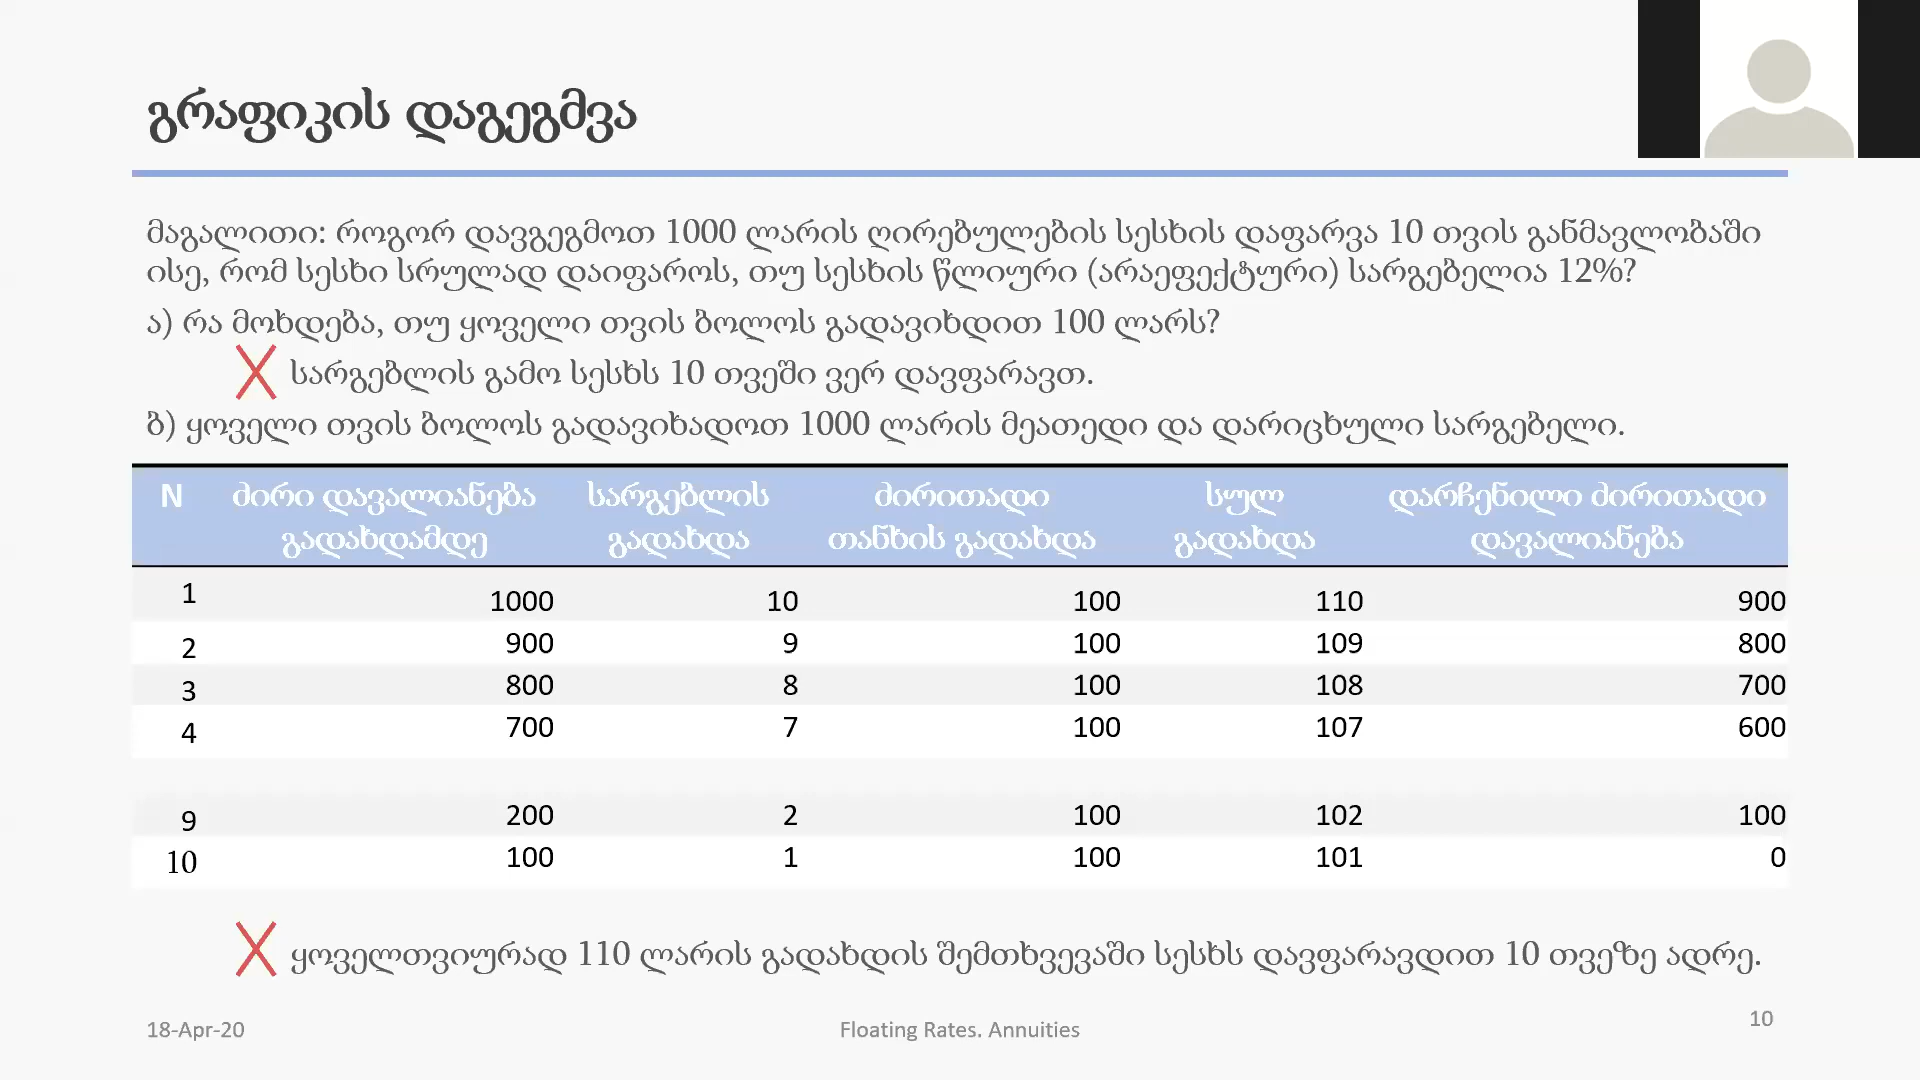 გრაფიკის დაგეგმვა
მაგალითი: როგორ დავგეგმოთ 1000 ლარის ღირებულების სესხის დაფარვა 10 თვის განმავლობაში
ისე, რომ სესხი სრულად დაიფაროს, თუ სესხის წლიური (არაეფექტური) სარგებელია 12%?
ა) რა მოხდება, თუ ყოველი თვის ბოლოს გადავიხდით 100 ლარს?
სარგებლის გამო სესხს 10 თვეში ვერ დავფარავთ.
ბ) ყოველი თვის ბოლოს გადავიხადოთ 1000 ლარის მეათედი და დარიცხული სარგებელი.
N ძირი დავალიანება სარგებლის ძირითადი სულ დარჩენილი ძირითადი
გადახდამდე გადახდა თანხის გადახდა გადახდა დავალიანება
1 1000 10 100 110 900
2 900 9 100 109 800
3 800 8 100 108 700
4 700 7 100 107 600
9 200 2 100 102 100
10 100 1 100 101 0
ყოველთვიურად 110 ლარის გადახდის შემთხვევაში სესხს დავფარავდით 10 თვეზე ადრე.
18-Apr-20 Floating Rates. Annuities 10